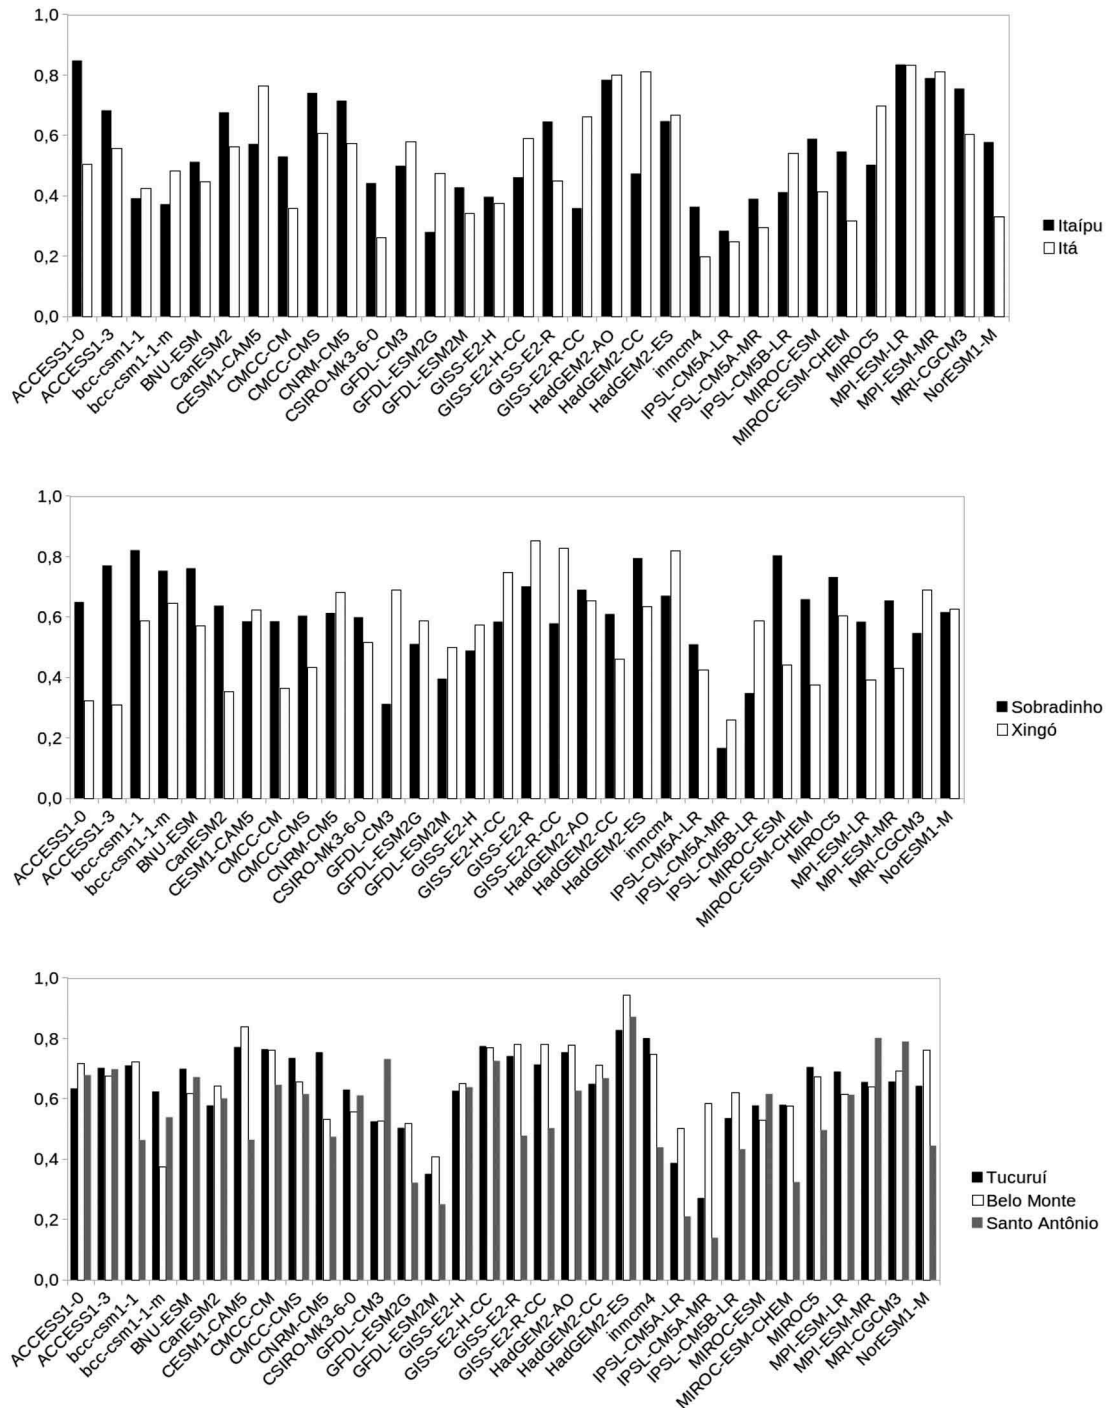 1,0
0,8
0,6
0,4
0,2
0,0
ACCESS1-0
ACCESS1-3
bcc-csm1-1
bcc-csm1-1-m
BNU-ESM
CanESM2
CESM1-CAM5
CMCC-CM
CMCC-CMS
CNRM-CM5
CSIRO-Mk3-6-0
GFDL-CM3
GFDL-ESM2G
GFDL-ESM2M
GISS-E2-H
GISS-E2-H-CC
GISS-E2-R
GISS-E2-R-CC
HadGEM2-AO
HadGEM2-CC
HadGEM2-ES
inmcm4
IPSL-CM5A-LR
IPSL-CM5A-MR
IPSL-CM5B-LR
MIROC-ESM
MIROC-ESM-CHEM
MIROC5
MPI-ESM-LR
MPI-ESM-MR
MRI-CGCM3
NorESM1-M
Itaípu
Itá
1,0
0,8
0,6
0,4
0,2
0,0
ACCESS1-0
ACCESS1-3
bcc-csm1-1
bcc-csm1-1-m
BNU-ESM
CanESM2
CESM1-CAM5
CMCC-CM
CMCC-CMS
CNRM-CM5
CSIRO-Mk3-6-0
GFDL-CM3
GFDL-ESM2G
GFDL-ESM2M
GISS-E2-H
GISS-E2-H-CC
GISS-E2-R
GISS-E2-R-CC
HadGEM2-AO
HadGEM2-CC
HadGEM2-ES
inmcm4
IPSL-CM5A-LR
IPSL-CM5A-MR
IPSL-CM5B-LR
MIROC-ESM
MIROC-ESM-CHEM
MIROC5
MPI-ESM-LR
MPI-ESM-MR
MRI-CGCM3
NorESM1-M
Sobradinho
Xingó
1,0
0,8
0,6
0,4
0,2
0,0
ACCESS1-0
ACCESS1-3
bcc-csm1-1
bcc-csm1-1-m
BNU-ESM
CanESM2
CESM1-CAM5
CMCC-CM
CMCC-CMS
CNRM-CM5
CSIRO-Mk3-6-0
GFDL-CM3
GFDL-ESM2G
GFDL-ESM2M
GISS-E2-H
GISS-E2-H-CC
GISS-E2-R
GISS-E2-R-CC
HadGEM2-AO
HadGEM2-CC
HadGEM2-ES
inmcm4
IPSL-CM5A-LR
IPSL-CM5A-MR
IPSL-CM5B-LR
MIROC-ESM
MIROC-ESM-CHEM
MIROC5
MPI-ESM-LR
MPI-ESM-MR
MRI-CGCM3
NorESM1-M
Tucuruí
Belo Monte
Santo Antônio